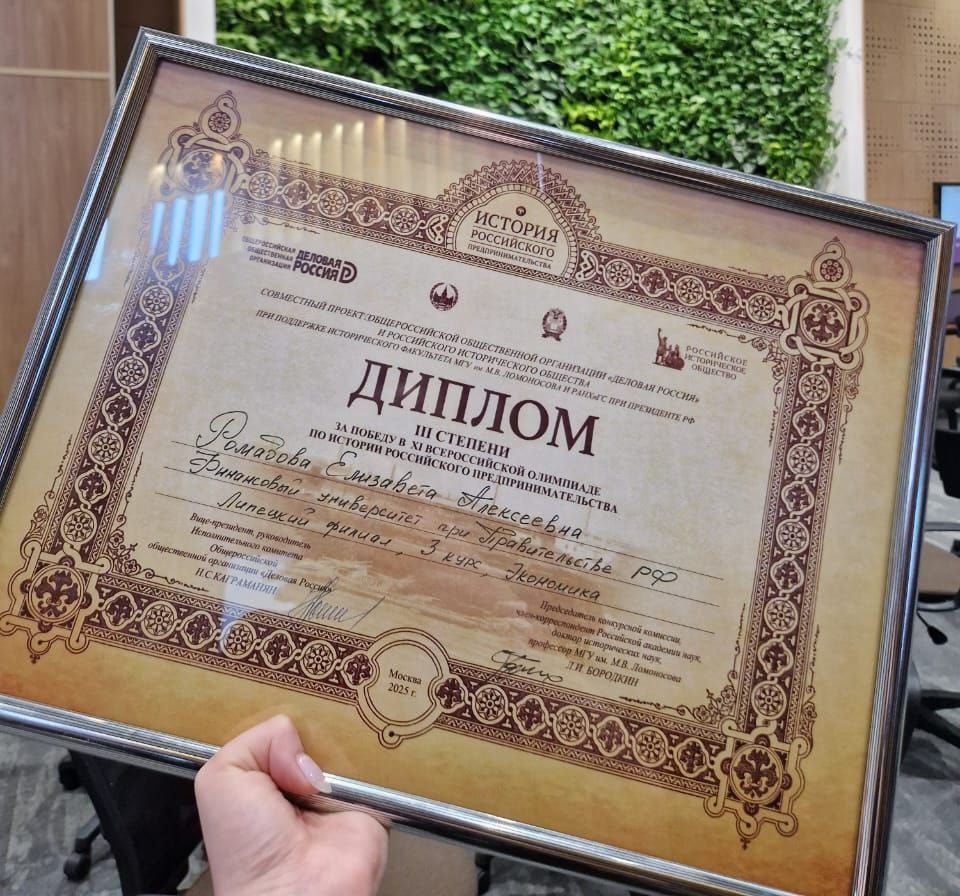 ИСТОРИЯ
РОССИЙСКОГО
ПРЕДПРИНИМАТЕЛЬСТВА
ОБЩЕРОССИЙСКАЯ
ОБЩЕСТВЕННАЯ
ОРГАНИЗАЦИЯ
ДЕЛОВАЯ
РОССИЯ
РОССИЙСКОЕ
ИСТОРИЧЕСКОЕ
ОБЩЕСТВО
СОВМЕСТНЫЙ ПРОЕКТ ОБЩЕРОССИЙСКОЙ ОБЩЕСТВЕННОЙ ОРГАНИЗАЦИИ «ДЕЛОВАЯ РОССИЯ»
И РОССИЙСКОГО ИСТОРИЧЕСКОГО ОБЩЕСТВА
ПРИ ПОДДЕРЖКЕ ИСТОРИЧЕСКОГО ФАКУЛЬТЕТА МГУ им. М.В. ЛОМОНОСОВА И РАНХиГС ПРИ ПРЕЗИДЕНТЕ РФ
ДИПЛОМ
III СТЕПЕНИ
ЗА ПОБЕДУ В XI ВСЕРОССИЙСКОЙ ОЛИМПИАДЕ
ПО ИСТОРИИ РОССИЙСКОГО ПРЕДПРИНИМАТЕЛЬСТВА
Ромадова Елизавета Алексеевна
Финансовый университет при Правительстве РФ
Липецкий филиал, 3 курс, Экономика
Вице-президент, руководитель
Исполнительного комитета
Общероссийской
общественной организации «Деловая Россия»
Н.С.КАГРАМАНЯН
Председатель конкурсной комиссии,
член-корреспондент Российской академии наук,
доктор исторических наук,
профессор МГУ им. М.В. Ломоносова
Л.И. БОРОДКИН
Москва
2025 г.